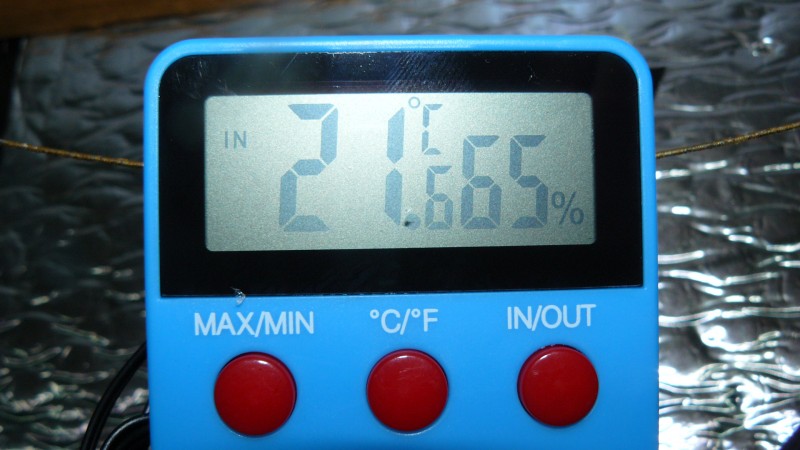 IN 21.6 °C 65 %
MAX/MIN °C/°F IN/OUT